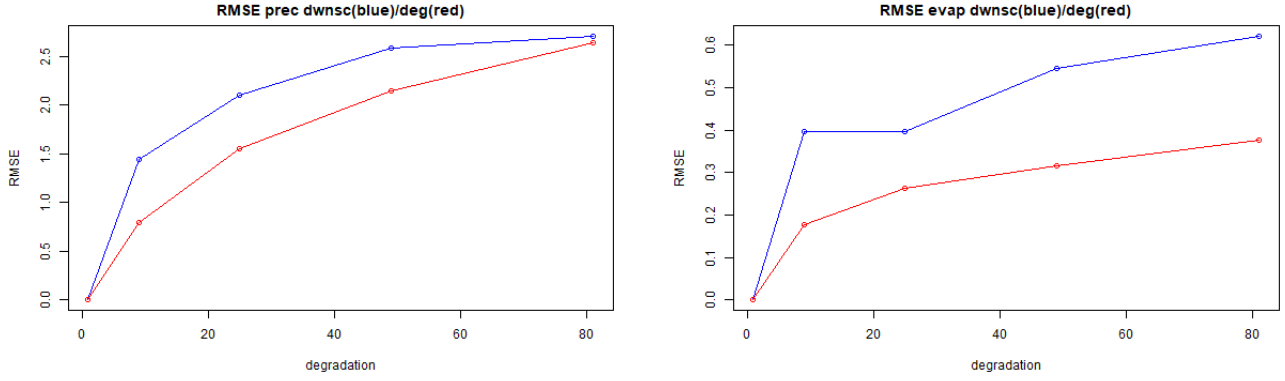 RMSE prec dwnsc(blue)/deg(red)
RMSE
2.5
2.0
1.5
1.0
0.5
0.0
0 20 40 60 80
degradation
RMSE evap dwnsc(blue)/deg(red)
RMSE
0.6
0.5
0.4
0.3
0.2
0.1
0.0
0 20 40 60 80
degradation